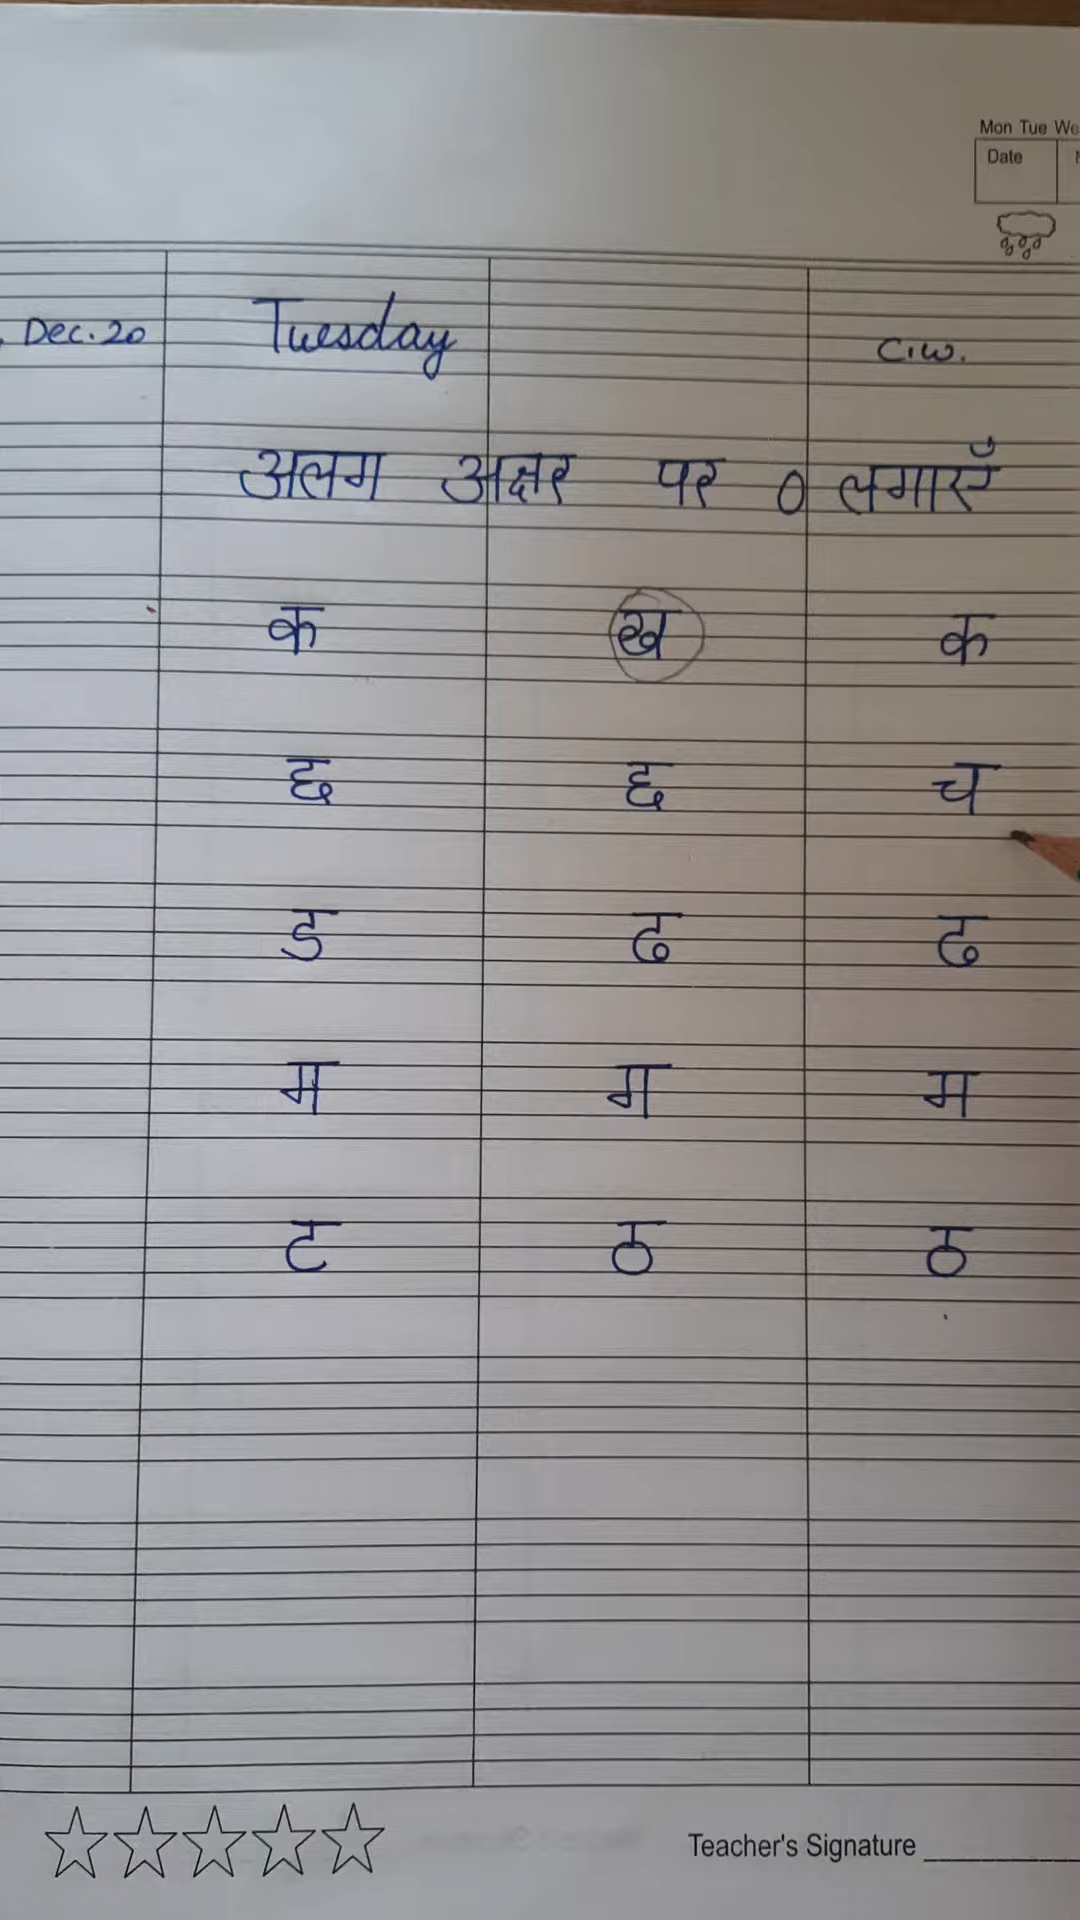 Mon Tue We
Date
Dec. 20 Tuesday C.W.
अलग अक्षर पर 0 लगाएँ
क ख क
छ छ च
ड ढ ढ
म ग म
ट ठ ठ
Teacher's Signature